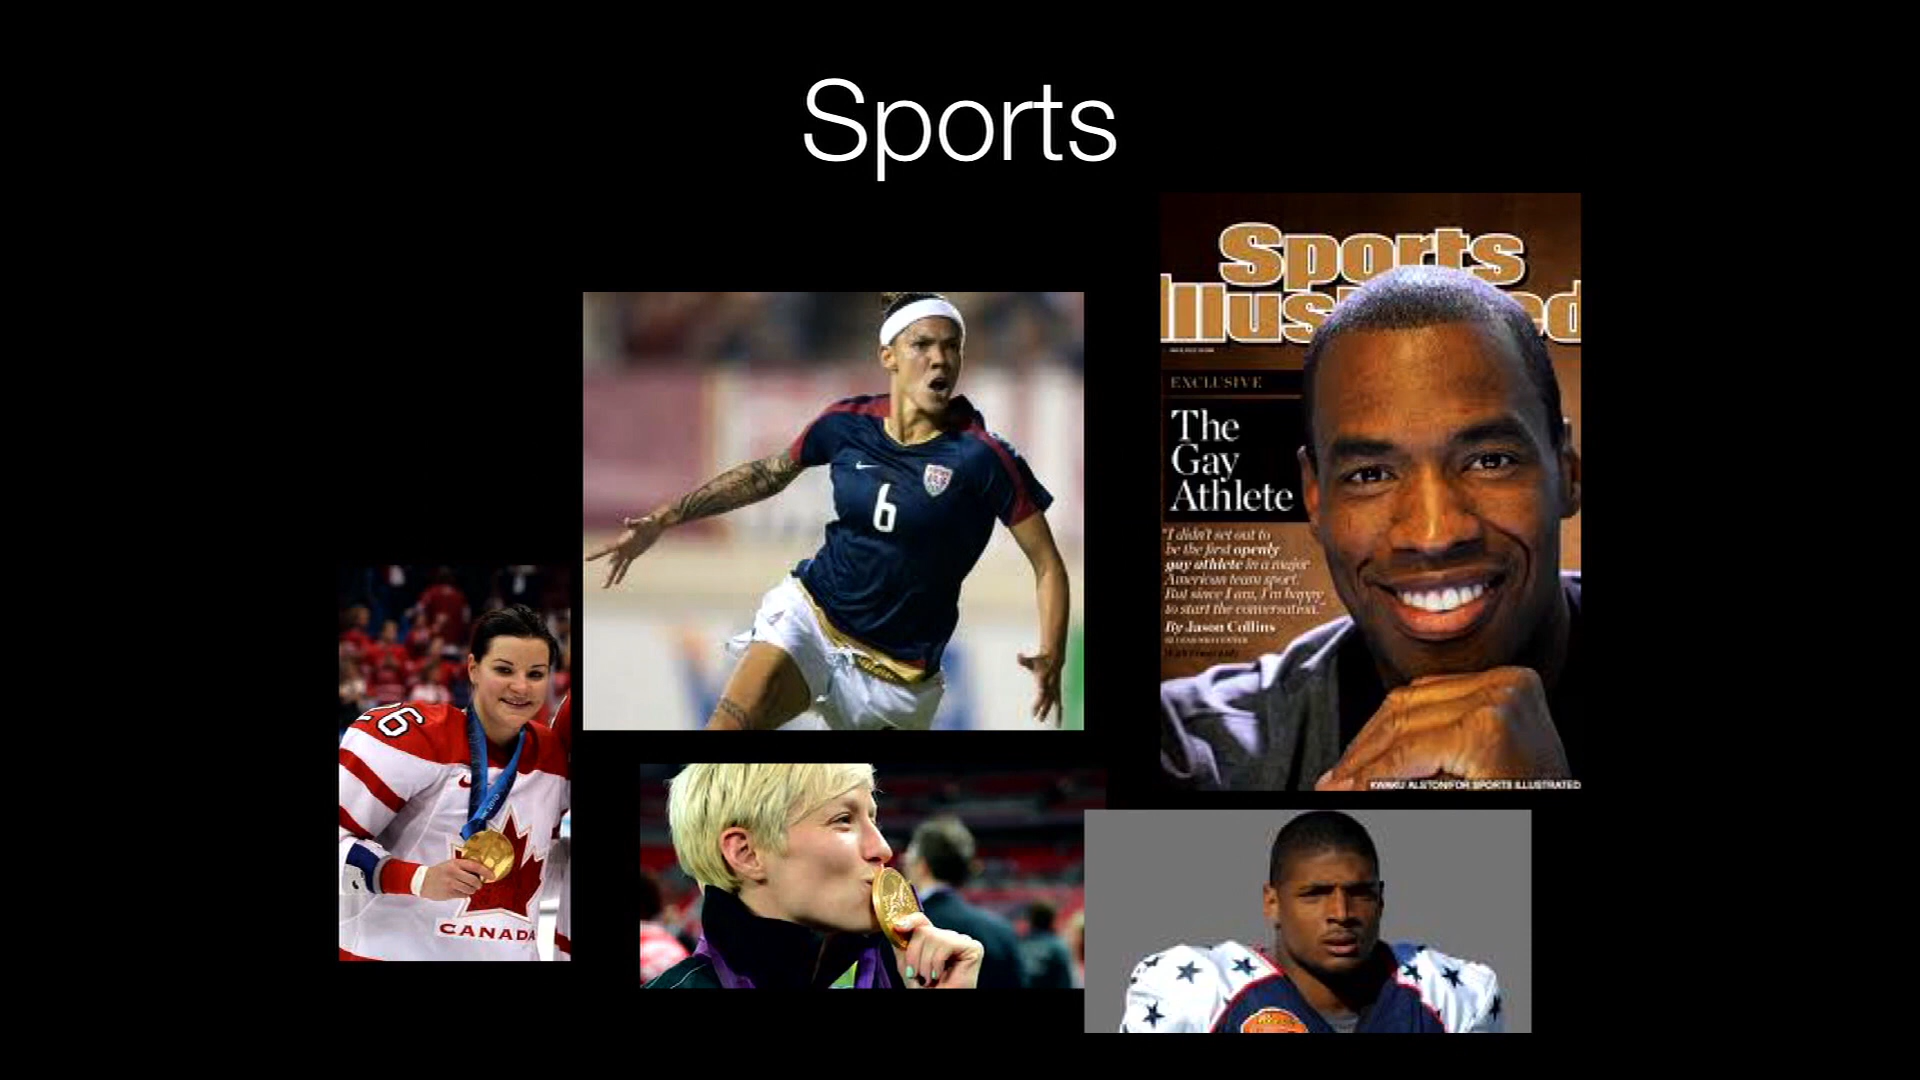 Sports
Sports
Illus ed
EXCLUSIVE
The
Gay
Athlete
"I didn't set out to
be the first openly
gay athlete in a major
American team sport.
But since I am, I'm happy
to start the conversation."
By Jason Collins
KWAKU ALSTON FOR SPORTS ILLUSTRATED
6
26
CANADA